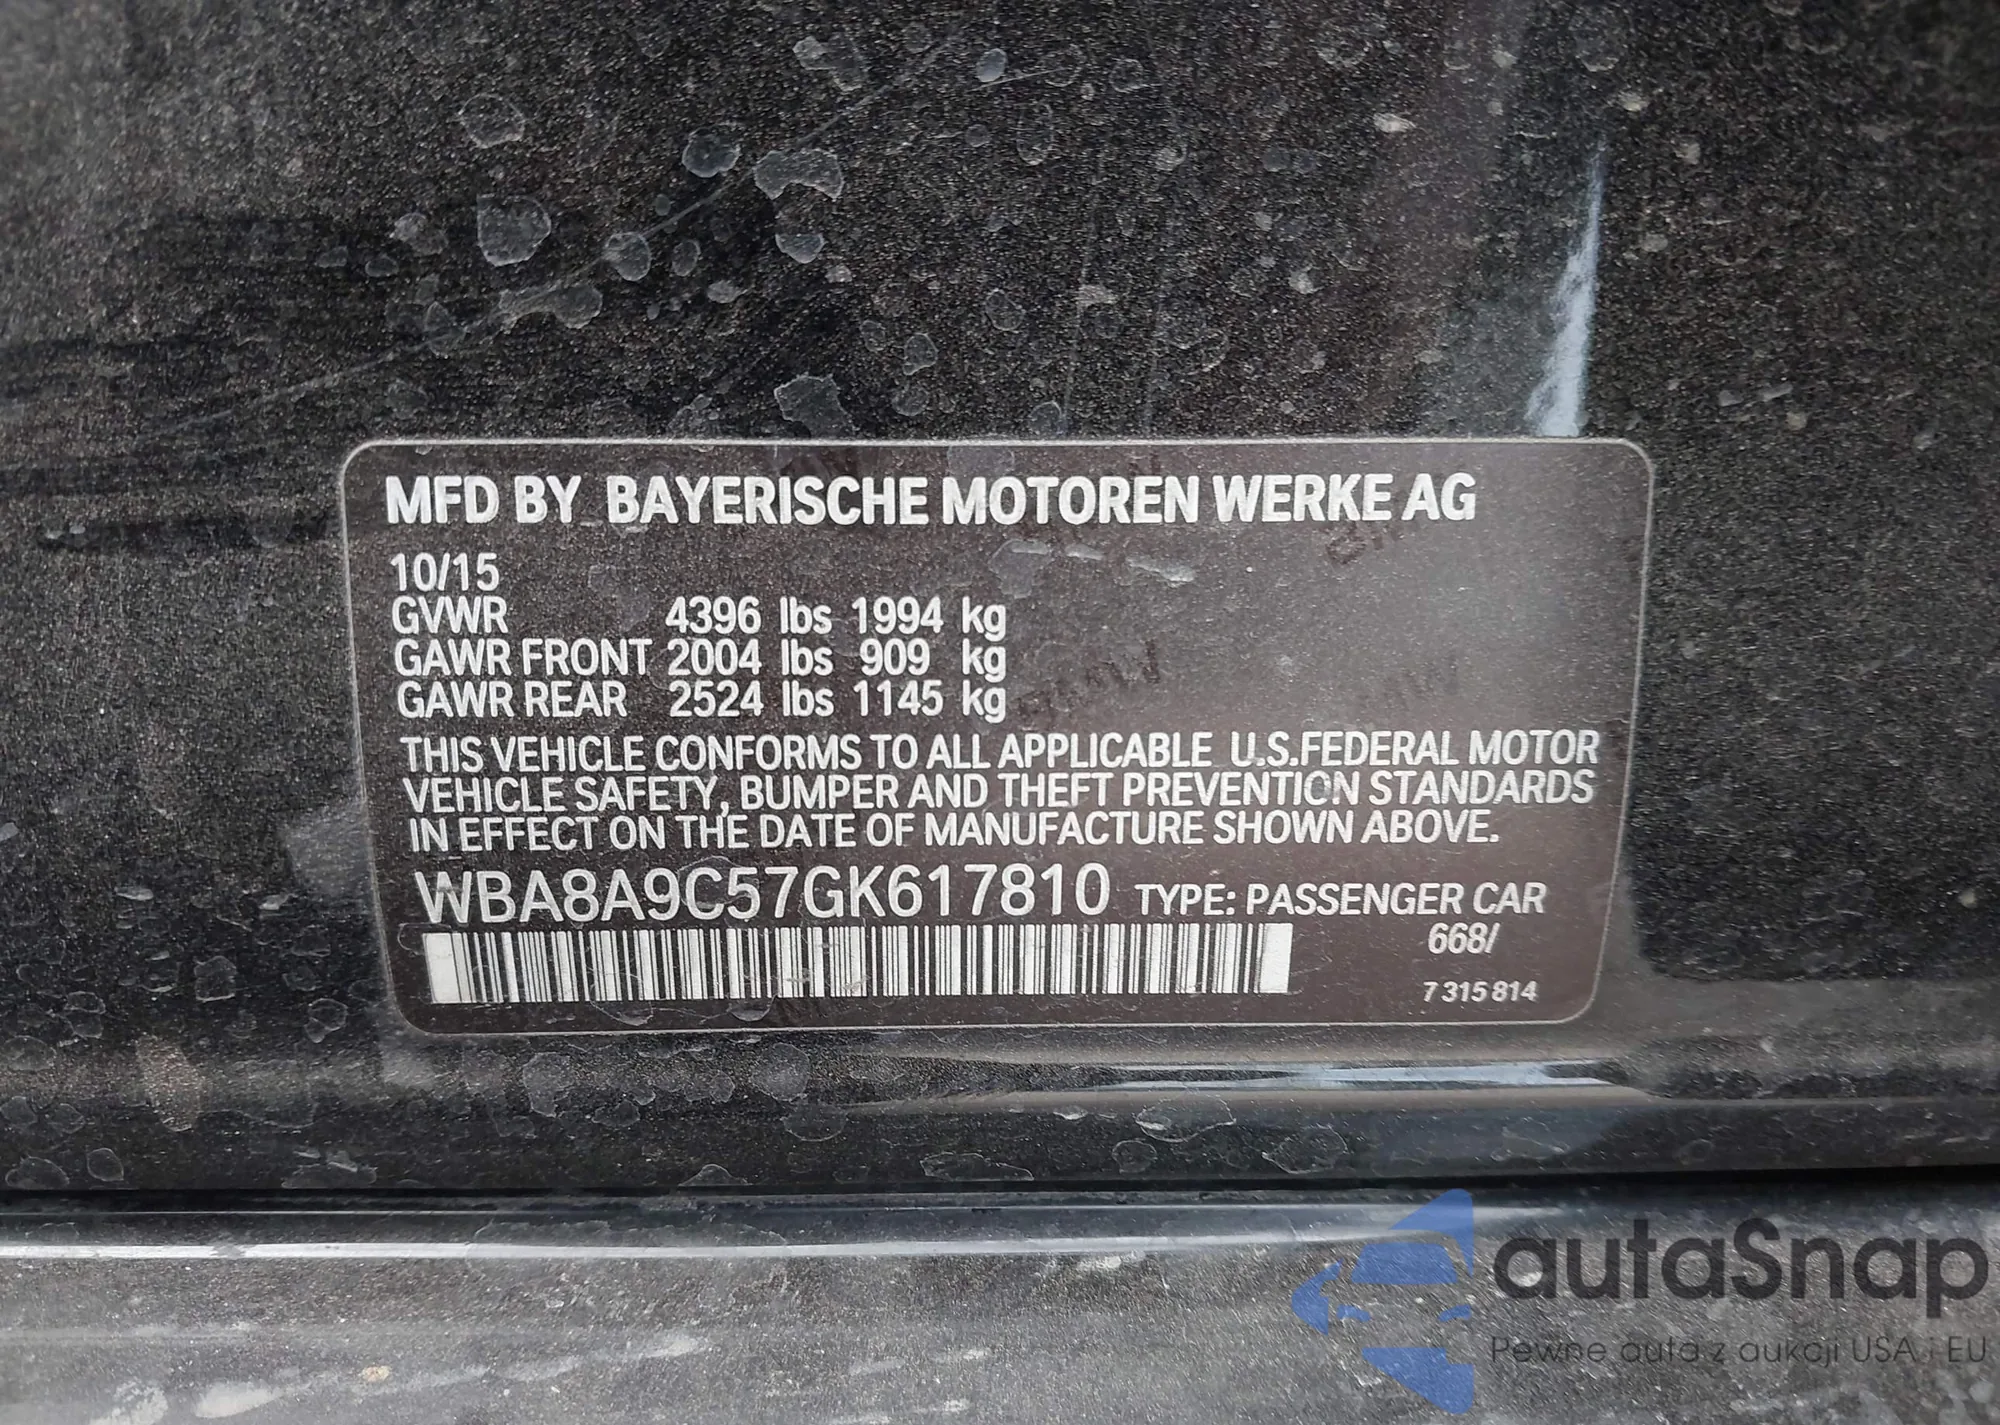 MFD BY BAYERISCHE MOTOREN WERKE AG
10/15
GVWR 4396 lbs 1994 kg
GAWR FRONT 2004 lbs 909 kg
GAWR REAR 2524 lbs 1145 kg
THIS VEHICLE CONFORMS TO ALL APPLICABLE U.S.FEDERAL MOTOR
VEHICLE SAFETY, BUMPER AND THEFT PREVENTION STANDARDS
IN EFFECT ON THE DATE OF MANUFACTURE SHOWN ABOVE.
WBA8A9C57GK617810 TYPE: PASSENGER CAR
668/
7 315 814
autaSnap
Pewne auta z aukcji USA i EU